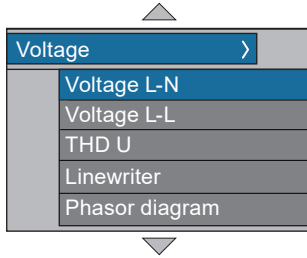 Voltage
Voltage L-N
Voltage L-L
THD U
Linewriter
Phasor diagram